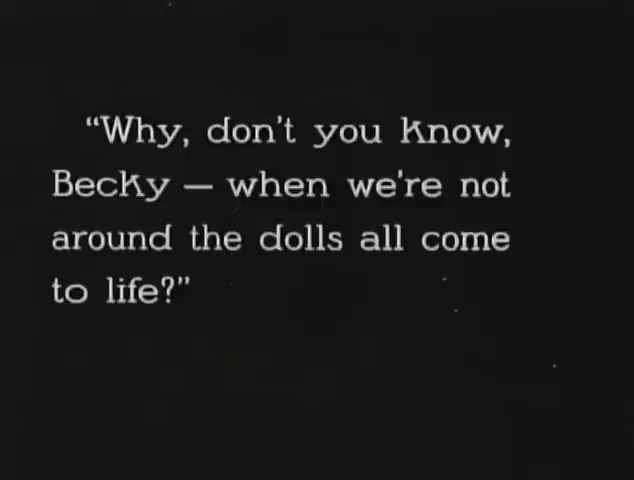 “Why, don't you know,
Becky — when we're not
around the dolls all come
to life?”